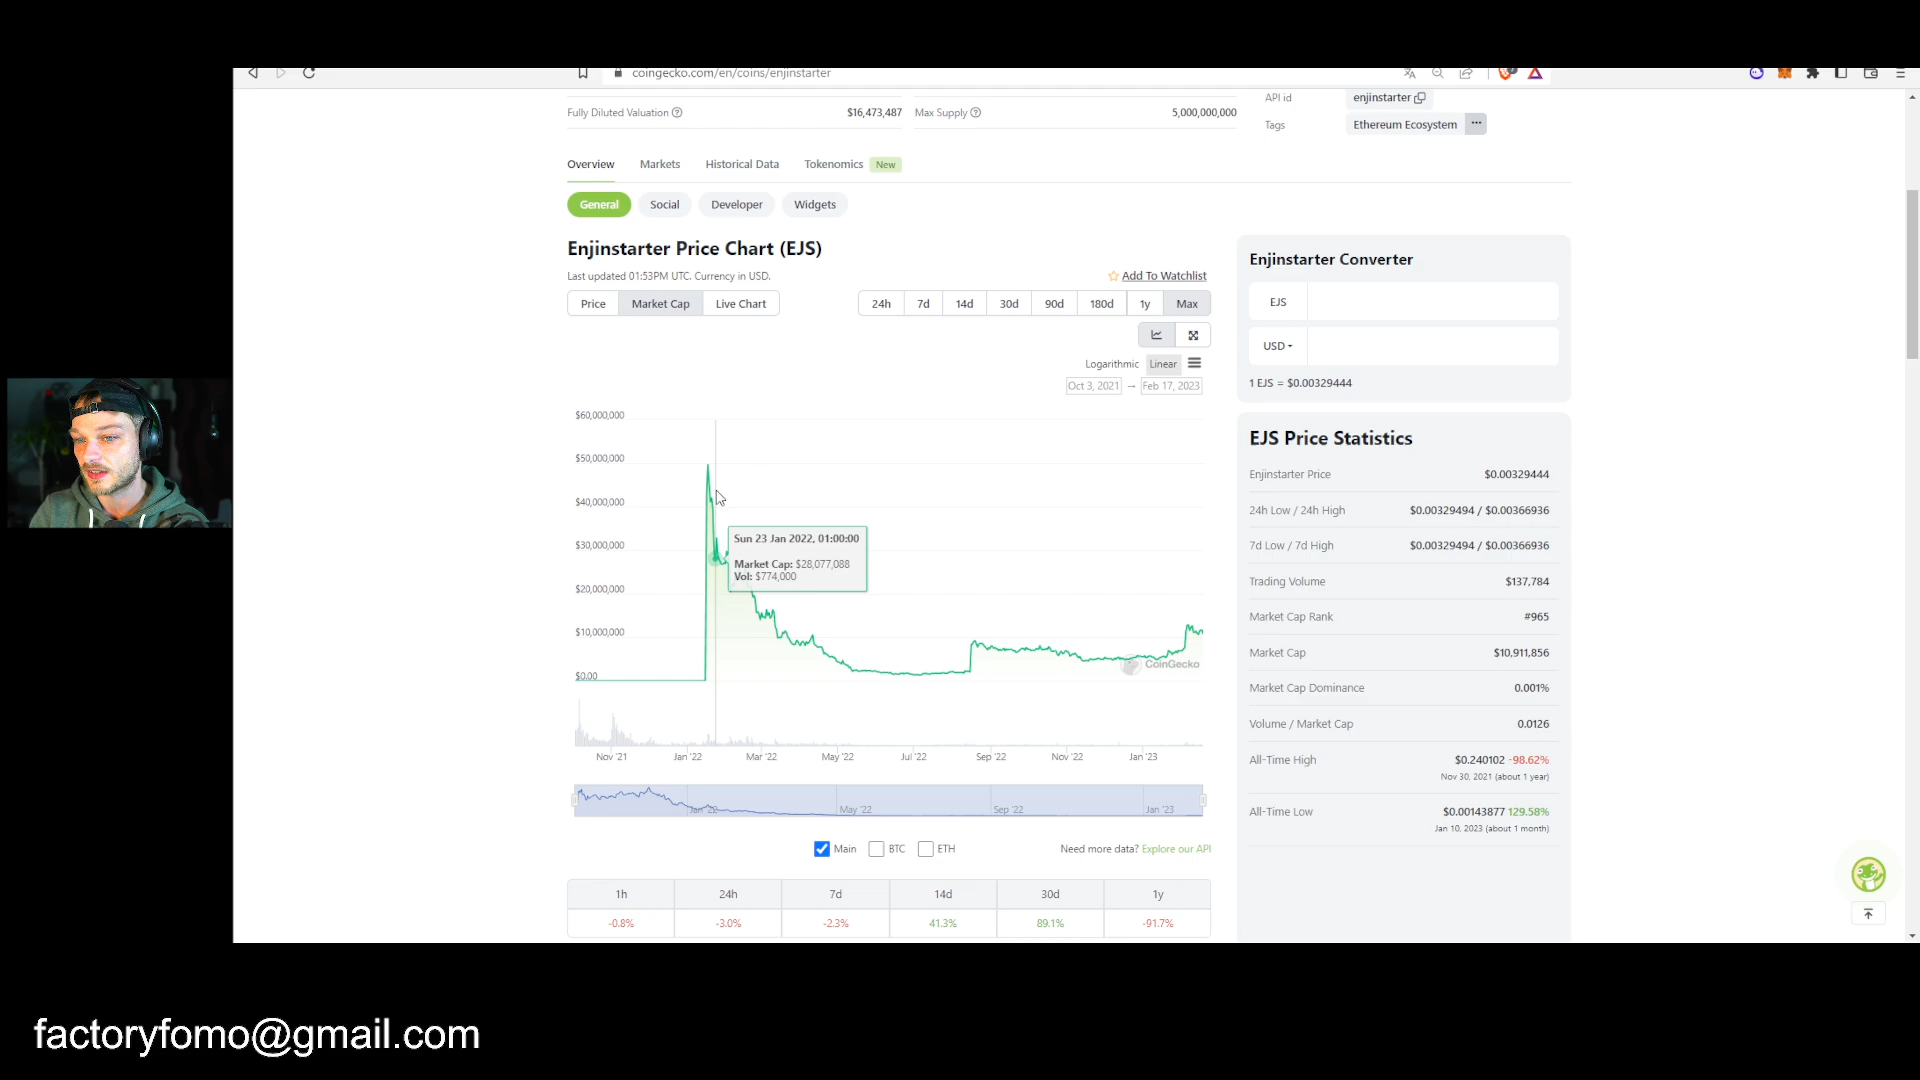 coingecko.com/en/coins/enjinstarter
Fully Diluted Valuation $16,473,487 Max Supply 5,000,000,000
API id enjinstarter
Tags Ethereum Ecosystem ...
Overview Markets Historical Data Tokenomics New
General Social Developer Widgets
Enjinstarter Price Chart (EJS)
Last updated 01:53PM UTC. Currency in USD.
Add To Watchlist
Price Market Cap Live Chart
24h 7d 14d 30d 90d 180d 1y Max
Logarithmic Linear
Oct 3, 2021 → Feb 17, 2023
$60,000,000
$50,000,000
$40,000,000
$30,000,000
$20,000,000
$10,000,000
$0.00
Sun 23 Jan 2022, 01:00:00
Market Cap: $28,077,088
Vol: $774,000
CoinGecko
Nov '21 Jan '22 Mar '22 May '22 Jul '22 Sep '22 Nov '22 Jan '23
Jan '22 May '22 Sep '22 Jan '23
Main BTC ETH
Need more data? Explore our API
1h 24h 7d 14d 30d 1y
-0.8% -3.0% -2.3% 41.3% 89.1% -91.7%
Enjinstarter Converter
EJS
USD
1 EJS = $0.00329444
EJS Price Statistics
Enjinstarter Price $0.00329444
24h Low / 24h High $0.00329494 / $0.00366936
7d Low / 7d High $0.00329494 / $0.00366936
Trading Volume $137,784
Market Cap Rank #965
Market Cap $10,911,856
Market Cap Dominance 0.001%
Volume / Market Cap 0.0126
All-Time High $0.240102 -98.62%
Nov 30, 2021 (about 1 year)
All-Time Low $0.00143877 129.58%
Jan 10, 2023 (about 1 month)
factoryfomo@gmail.com